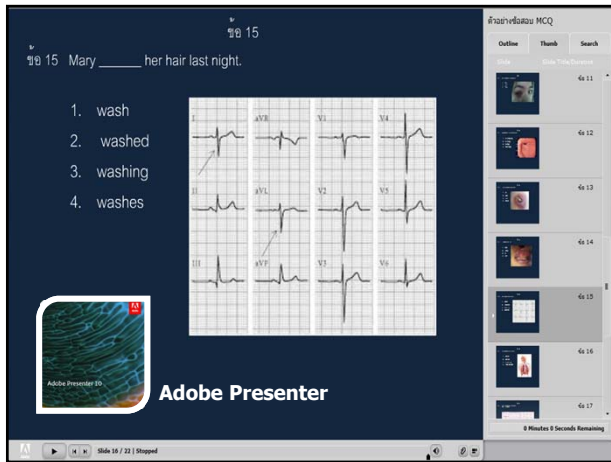 ข้อ 15
ข้อ 15 Mary ______ her hair last night.
1. wash
2. washed
3. washing
4. washes
I
aVR
V1
V4
II
aVL
V2
V5
III
aVF
V3
V6
Adobe Presenter 10
Adobe Presenter
Slide 16 / 22 | Stopped
ตัวอย่างข้อสอบ MCQ
Outline Thumb Search
Slide Slide Title/Duration
ข้อ 11
ข้อ 12
ข้อ 13
ข้อ 14
ข้อ 15
ข้อ 16
ข้อ 17
0 Minutes 0 Seconds Remaining